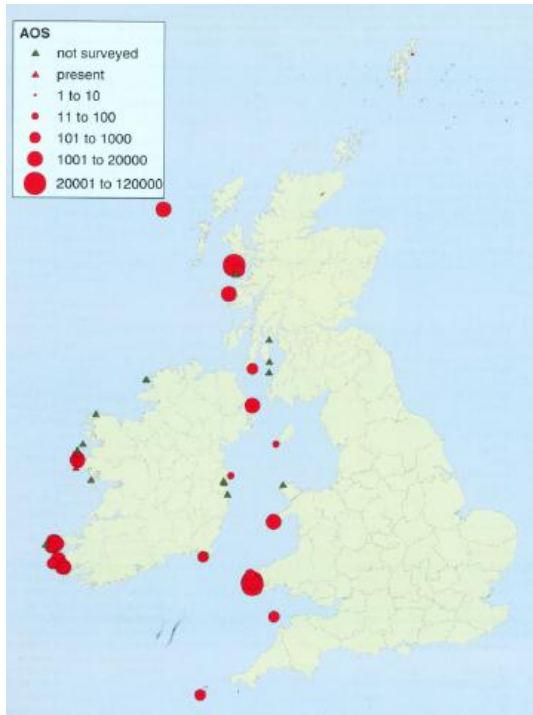 AOS
not surveyed
present
1 to 10
11 to 100
101 to 1000
1001 to 20000
20001 to 120000